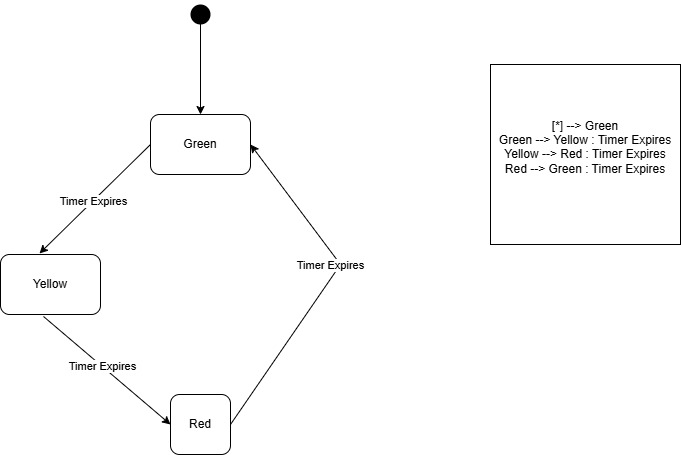 Green
Timer Expires
Yellow
Timer Expires
Red
Timer Expires
[*] --> Green
Green --> Yellow : Timer Expires
Yellow --> Red : Timer Expires
Red --> Green : Timer Expires